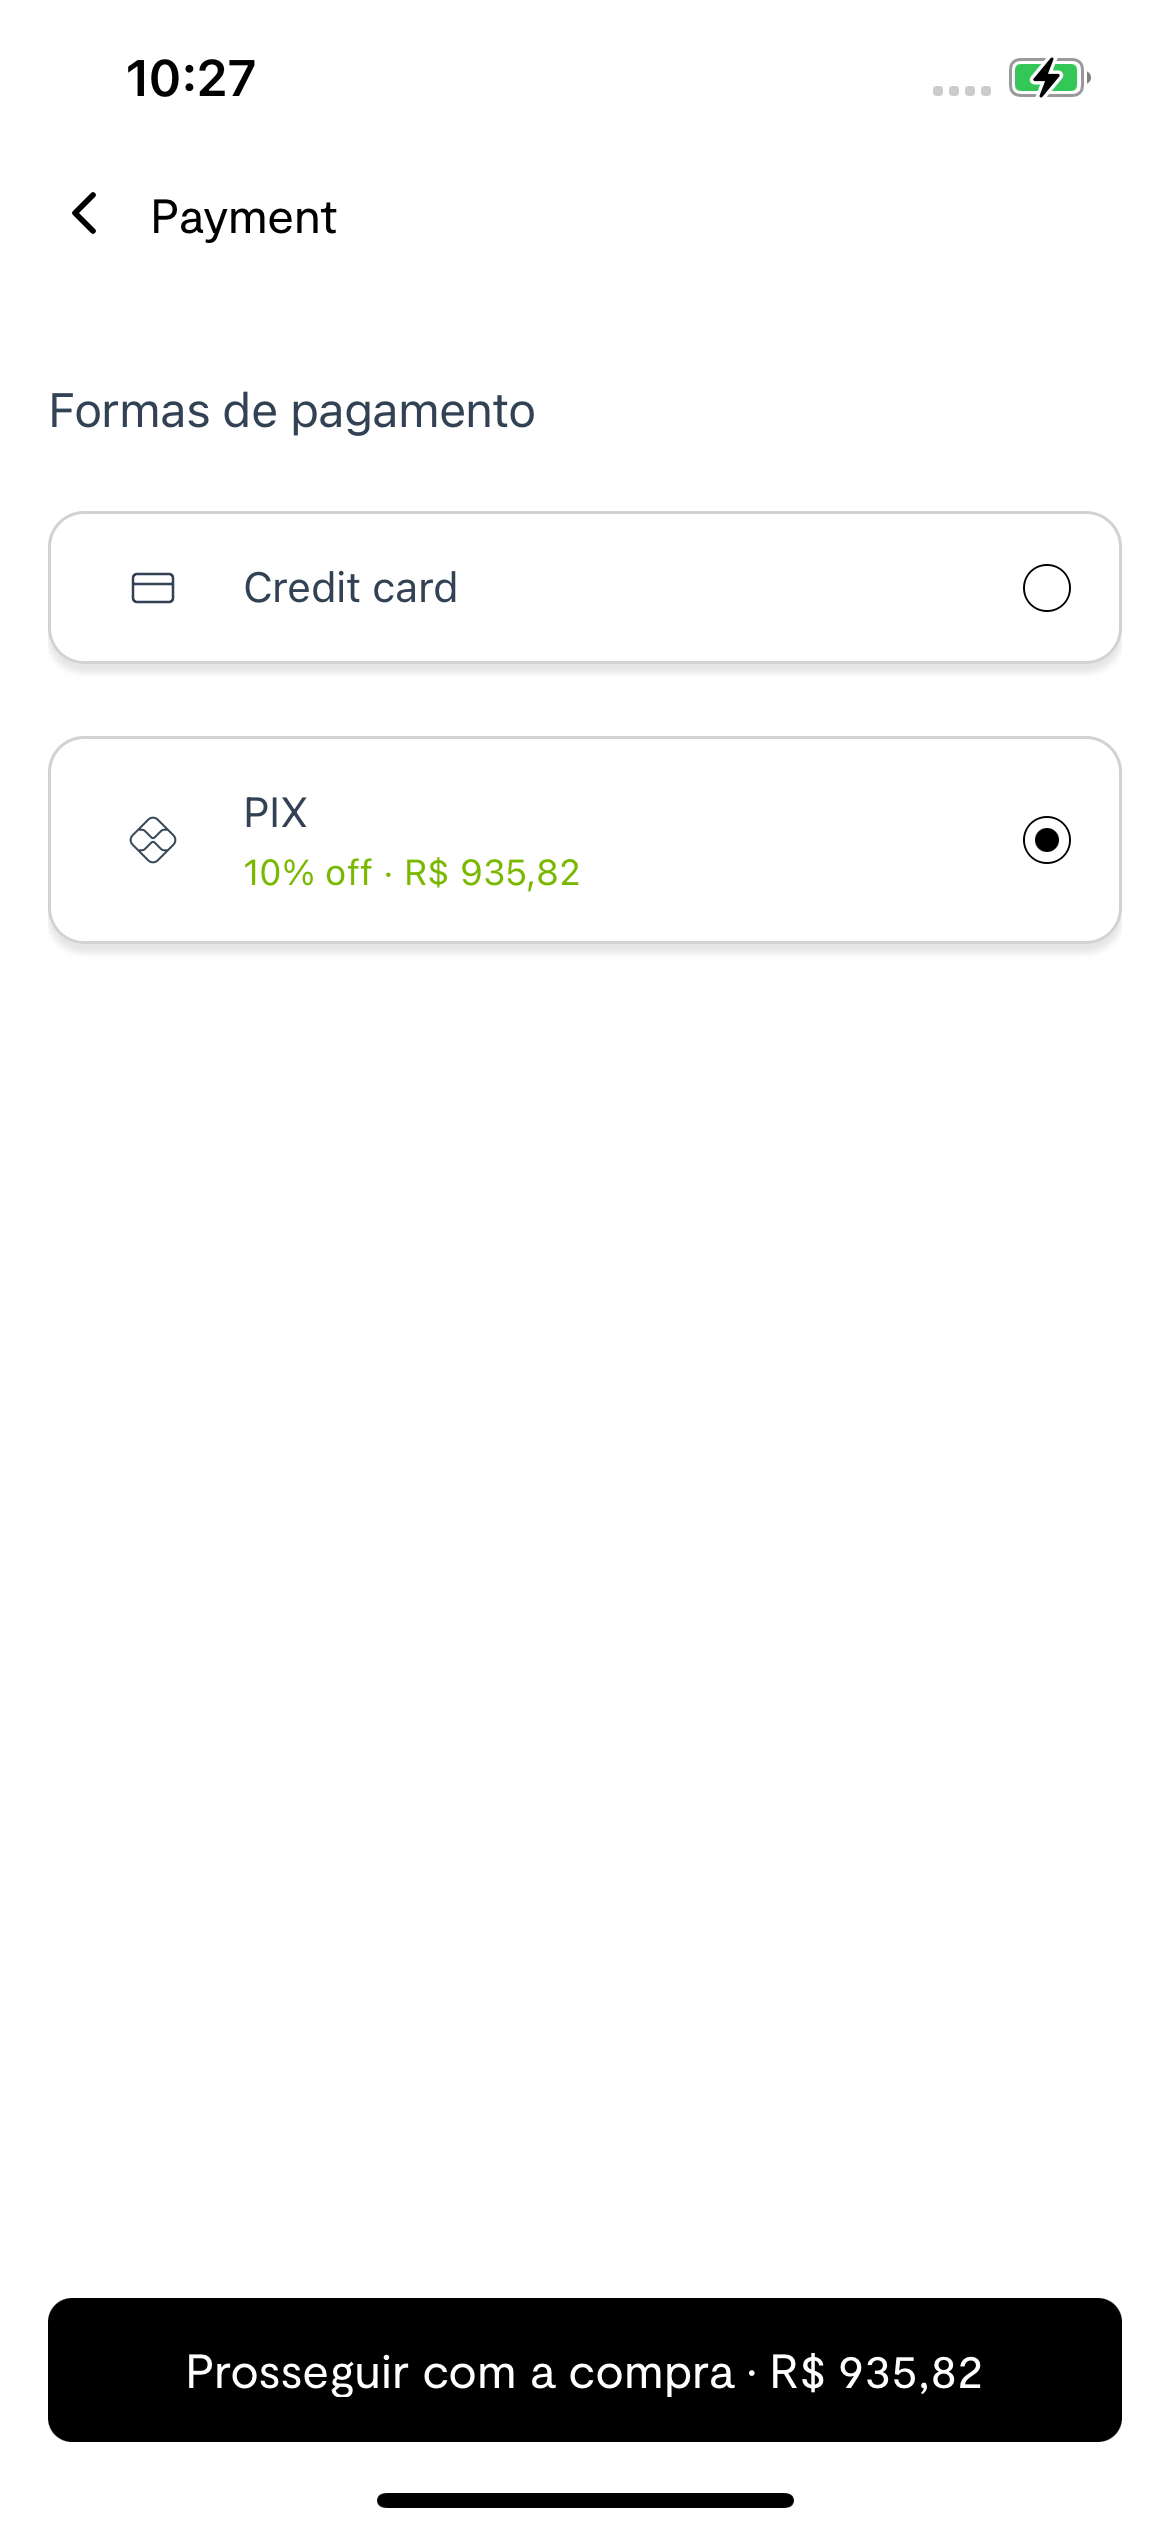 10:27
Payment
Formas de pagamento
Credit card
PIX
10% off · R$ 935,82
Prosseguir com a compra · R$ 935,82